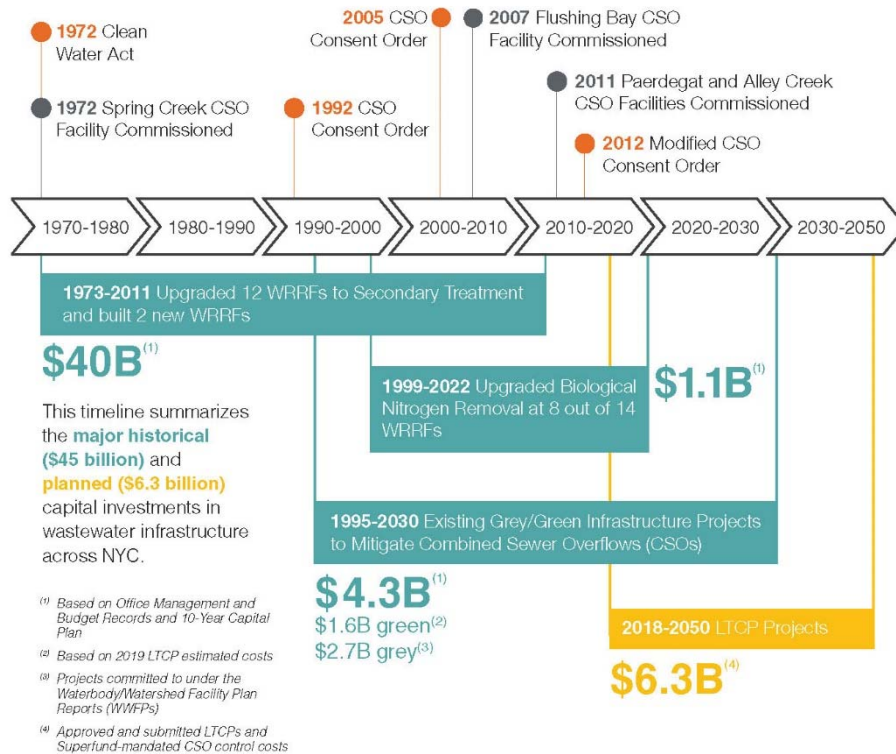 1972 Clean
Water Act
1972 Spring Creek CSO
Facility Commissioned
1992 CSO
Consent Order
2005 CSO
Consent Order
2007 Flushing Bay CSO
Facility Commissioned
2011 Paerdegat and Alley Creek
CSO Facilities Commissioned
2012 Modified CSO
Consent Order
1970-1980
1980-1990
1990-2000
2000-2010
2010-2020
2020-2030
2030-2050
1973-2011 Upgraded 12 WRRFs to Secondary Treatment
and built 2 new WRRFs
$40B(1)
1999-2022 Upgraded Biological
Nitrogen Removal at 8 out of 14
WRRFs
$1.1B(1)
This timeline summarizes
the major historical
($45 billion) and
planned ($6.3 billion)
capital investments in
wastewater infrastructure
across NYC.
1995-2030 Existing Grey/Green Infrastructure Projects
to Mitigate Combined Sewer Overflows (CSOs)
$4.3B(1)
$1.6B green(2)
$2.7B grey(3)
2018-2050 LTCP Projects
$6.3B(4)
(1) Based on Office Management and
Budget Records and 10-Year Capital
Plan
(2) Based on 2019 LTCP estimated costs
(3) Projects committed to under the
Waterbody/Watershed Facility Plan
Reports (WWFPs)
(4) Approved and submitted LTCPs and
Superfund-mandated CSO control costs